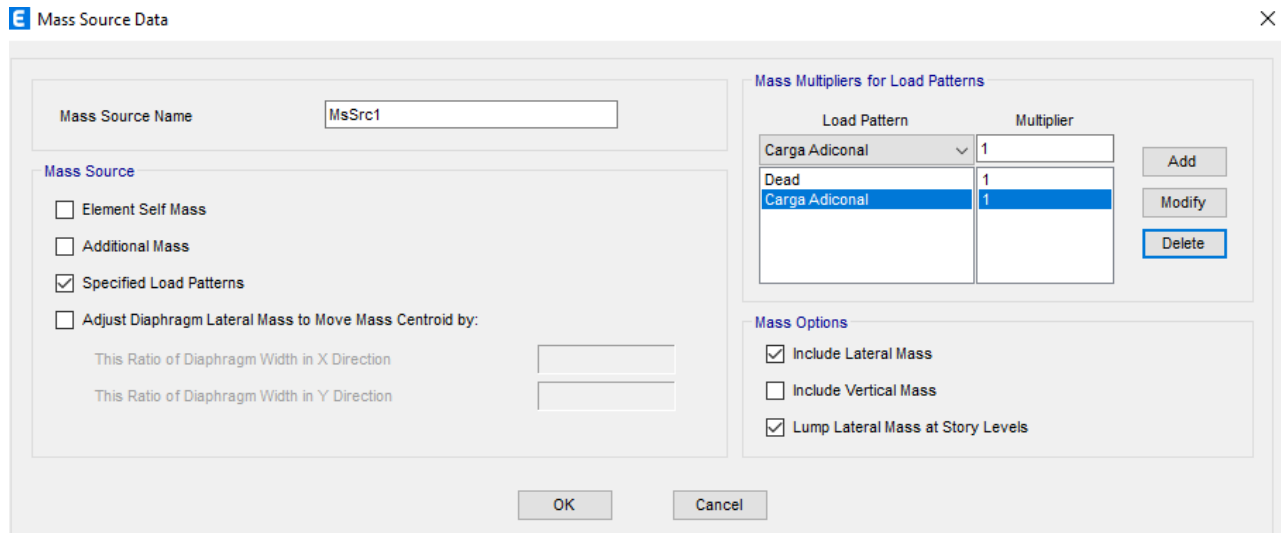 E Mass Source Data
Mass Source Name MsSrc1
Mass Source
Element Self Mass
Additional Mass
Specified Load Patterns
Adjust Diaphragm Lateral Mass to Move Mass Centroid by:
This Ratio of Diaphragm Width in X Direction
This Ratio of Diaphragm Width in Y Direction
Mass Multipliers for Load Patterns
Load Pattern Multiplier
Carga Adiconal 1
Dead 1
Carga Adiconal 1
Add
Modify
Delete
Mass Options
Include Lateral Mass
Include Vertical Mass
Lump Lateral Mass at Story Levels
OK Cancel